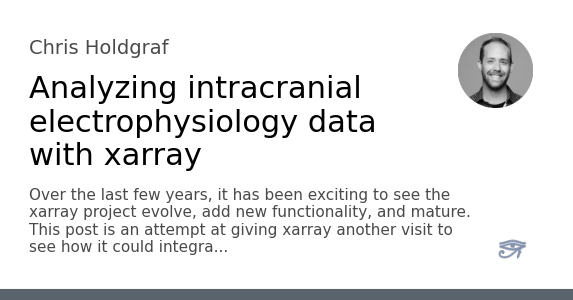 Chris Holdgraf
Analyzing intracranial
electrophysiology data
with xarray
Over the last few years, it has been exciting to see the
xarray project evolve, add new functionality, and mature.
This post is an attempt at giving xarray another visit to
see how it could integra...